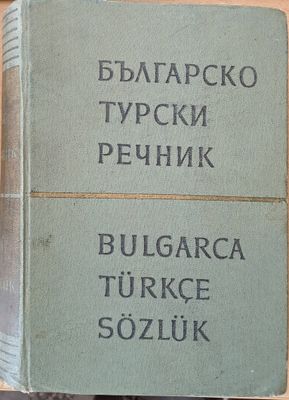 БЪЛГАРСКО
ТУРСКИ
РЕЧНИК
BULGARCA
TÜRKÇE
SÖZLÜK